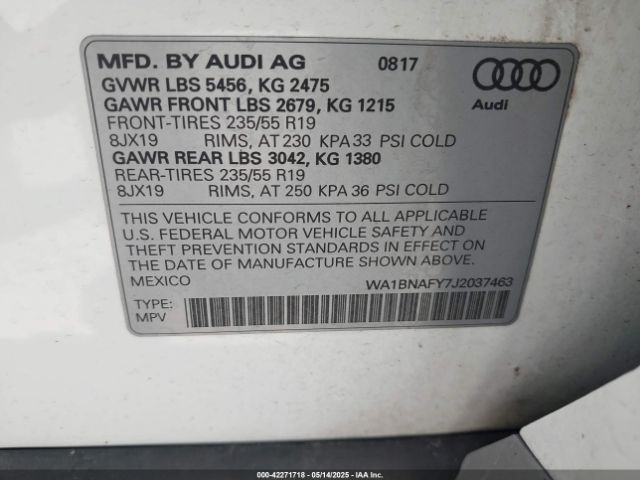 MFD. BY AUDI AG 0817
GVWR LBS 5456, KG 2475
GAWR FRONT LBS 2679, KG 1215
FRONT-TIRES 235/55 R19
8JX19 RIMS, AT 230 KPA 33 PSI COLD
GAWR REAR LBS 3042, KG 1380
REAR-TIRES 235/55 R19
8JX19 RIMS, AT 250 KPA 36 PSI COLD
Audi
THIS VEHICLE CONFORMS TO ALL APPLICABLE
U.S. FEDERAL MOTOR VEHICLE SAFETY AND
THEFT PREVENTION STANDARDS IN EFFECT ON
THE DATE OF MANUFACTURE SHOWN ABOVE.
MEXICO WA1BNAFY7J2037463
TYPE:
MPV
000-42271718 - 05/14/2025 - IAA Inc.